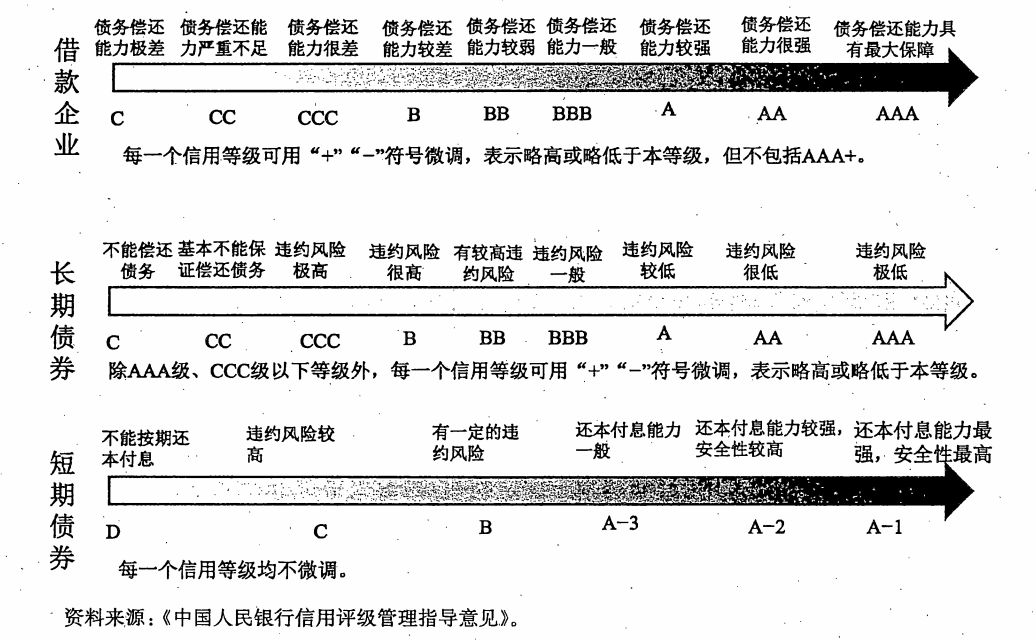 借款企业
债务偿还能力极差
债务偿还能力严重不足
债务偿还能力很差
债务偿还能力较差
债务偿还能力较弱
债务偿还能力一般
债务偿还能力较强
债务偿还能力很强
债务偿还能力具有最大保障
C CC CCC B BB BBB A AA AAA
每一个信用等级可用“+”“-”符号微调，表示略高或略低于本等级，但不包括AAA+。
长期债券
不能偿还债务
基本不能保证偿还债务
违约风险极高
违约风险很高
有较高违约风险
违约风险一般
违约风险较低
违约风险很低
违约风险极低
C CC CCC B BB BBB A AA AAA
除AAA级、CCC级以下等级外，每一个信用等级可用“+”“-”符号微调，表示略高或略低于本等级。
短期债券
不能按期还本付息
违约风险较高
有一定的违约风险
还本付息能力一般
还本付息能力较强，安全性较高
还本付息能力最强，安全性最高
D C B A-3 A-2 A-1
每一个信用等级均不微调。
资料来源：《中国人民银行信用评级管理指导意见》。